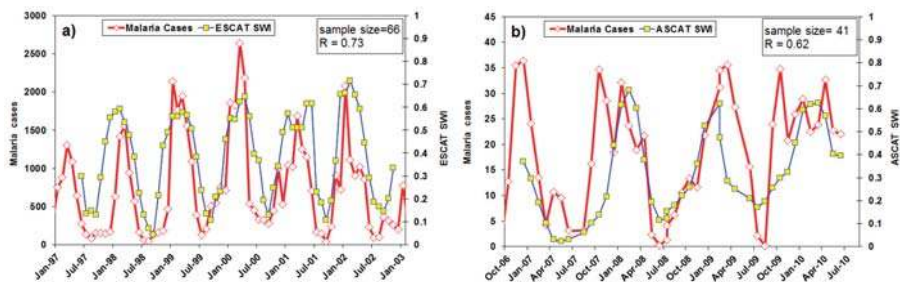 a)
Malaria Cases
ESCAT SWI
sample size=66
R = 0.73
3000
2500
2000
1500
1000
500
0
Malaria cases
1
0.9
0.8
0.7
0.6
0.5
0.4
0.3
0.2
0.1
0
ESCAT SWI
Jan-97
Jul-97
Jan-98
Jul-98
Jan-99
Jul-99
Jan-00
Jul-00
Jan-01
Jul-01
Jan-02
Jul-02
Jan-03
b)
Malaria Cases
ASCAT SWI
sample size= 41
R = 0.62
45
40
35
30
25
20
15
10
5
0
Malaria cases
1
0.9
0.8
0.7
0.6
0.5
0.4
0.3
0.2
0.1
0
ASCAT SWI
Oct-06
Jan-07
Apr-07
Jul-07
Oct-07
Jan-08
Apr-08
Jul-08
Oct-08
Jan-09
Apr-09
Jul-09
Oct-09
Jan-10
Apr-10
Jul-10